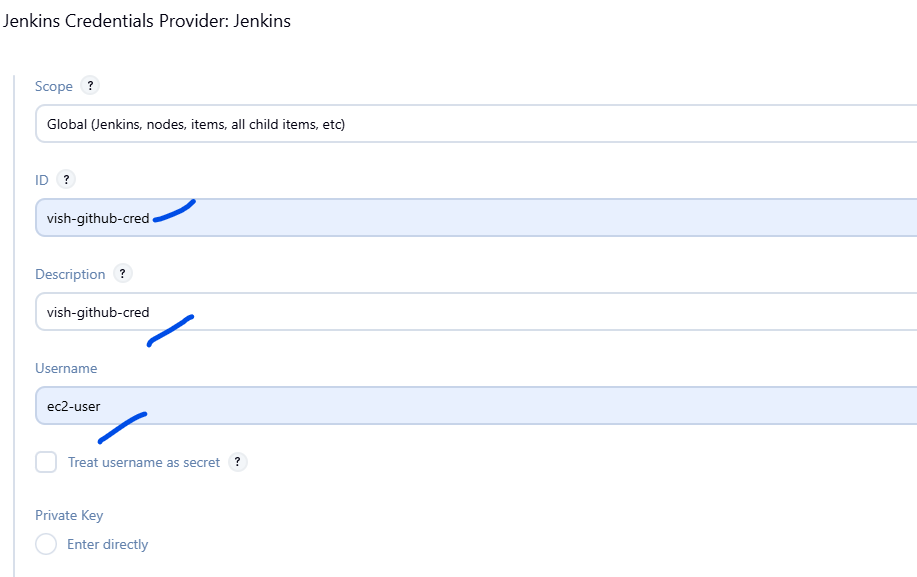 Jenkins Credentials Provider: Jenkins
Scope ?
Global (Jenkins, nodes, items, all child items, etc)
ID ?
vish-github-cred
Description ?
vish-github-cred
Username
ec2-user
Treat username as secret ?
Private Key
Enter directly